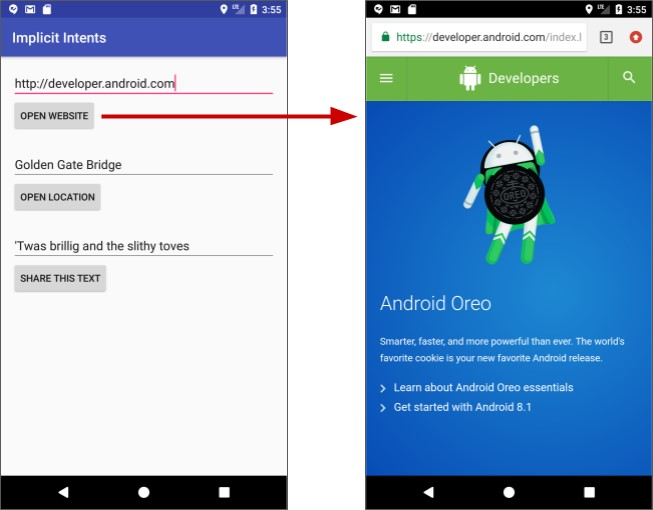 LTE 3:55
Implicit Intents
http://developer.android.com
OPEN WEBSITE
Golden Gate Bridge
OPEN LOCATION
'Twas brillig and the slithy toves
SHARE THIS TEXT
LTE 3:55
https://developer.android.com/index.l 3
Developers
OREO
Android Oreo
Smarter, faster, and more powerful than ever. The world's
favorite cookie is your new favorite Android release.
Learn about Android Oreo essentials
Get started with Android 8.1